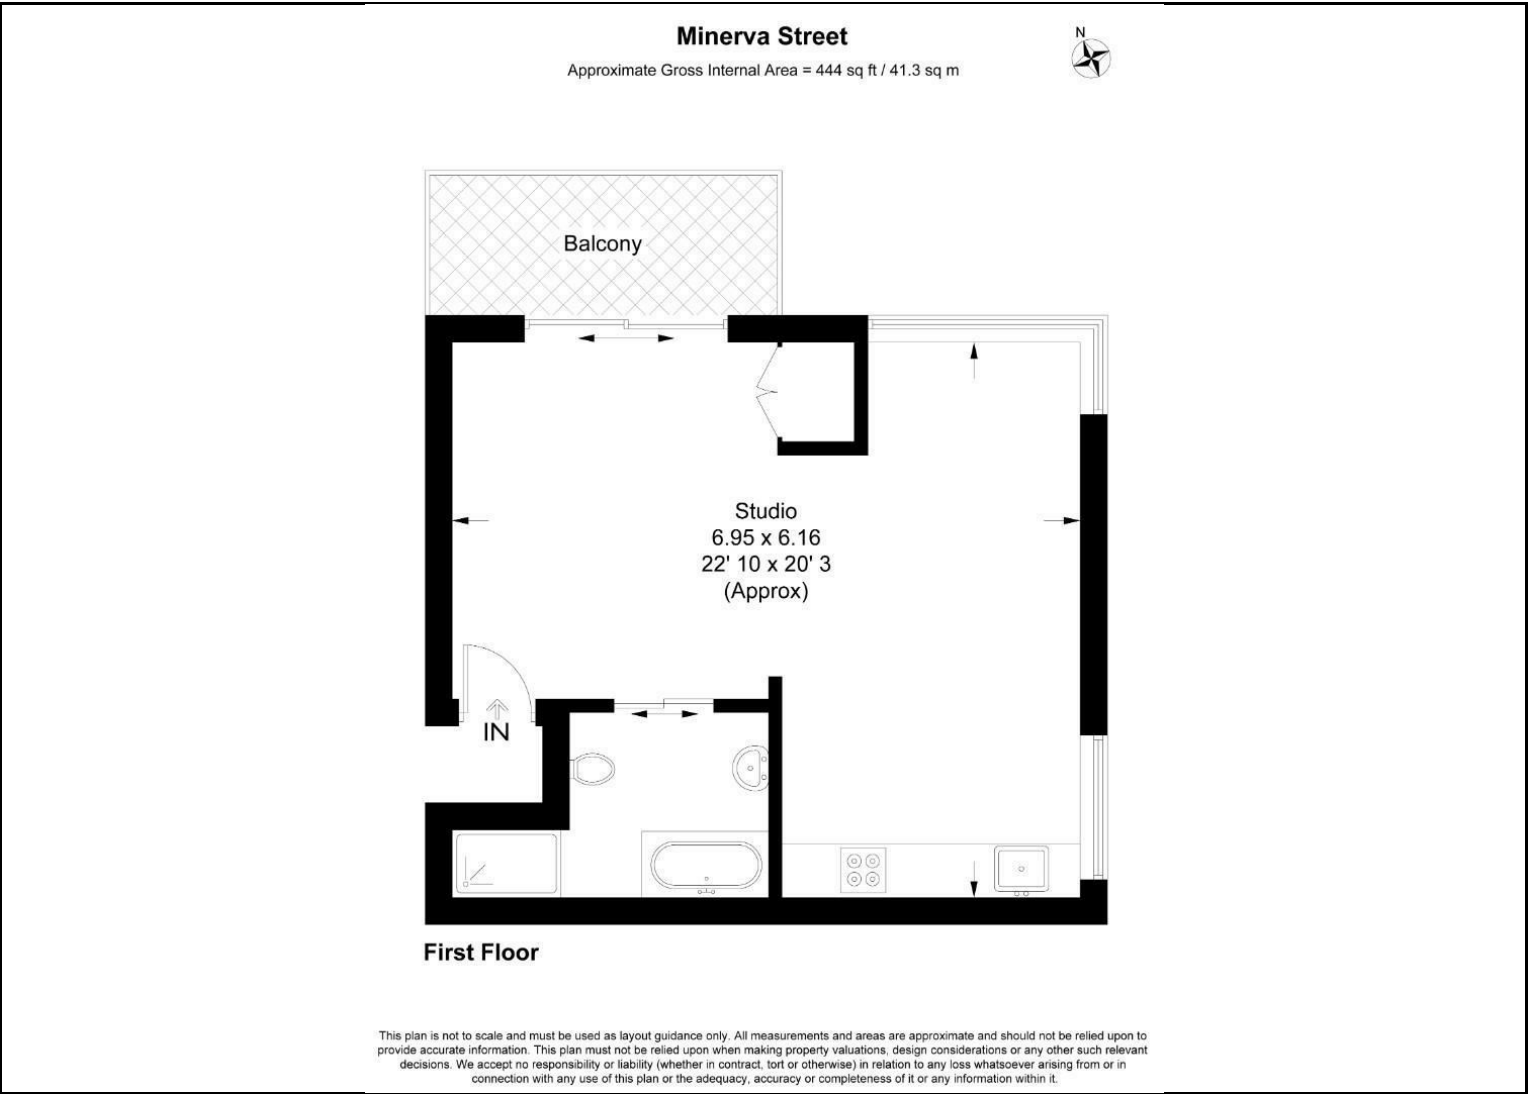 Minerva Street
Approximate Gross Internal Area = 444 sq ft / 41.3 sq m
N
Balcony
Studio
6.95 x 6.16
22' 10 x 20' 3
(Approx)
IN
First Floor
This plan is not to scale and must be used as layout guidance only. All measurements and areas are approximate and should not be relied upon to
provide accurate information. This plan must not be relied upon when making property valuations, design considerations or any other such relevant
decisions. We accept no responsibility or liability (whether in contract, tort or otherwise) in relation to any loss whatsoever arising from or in
connection with any use of this plan or the adequacy, accuracy or completeness of it or any information within it.